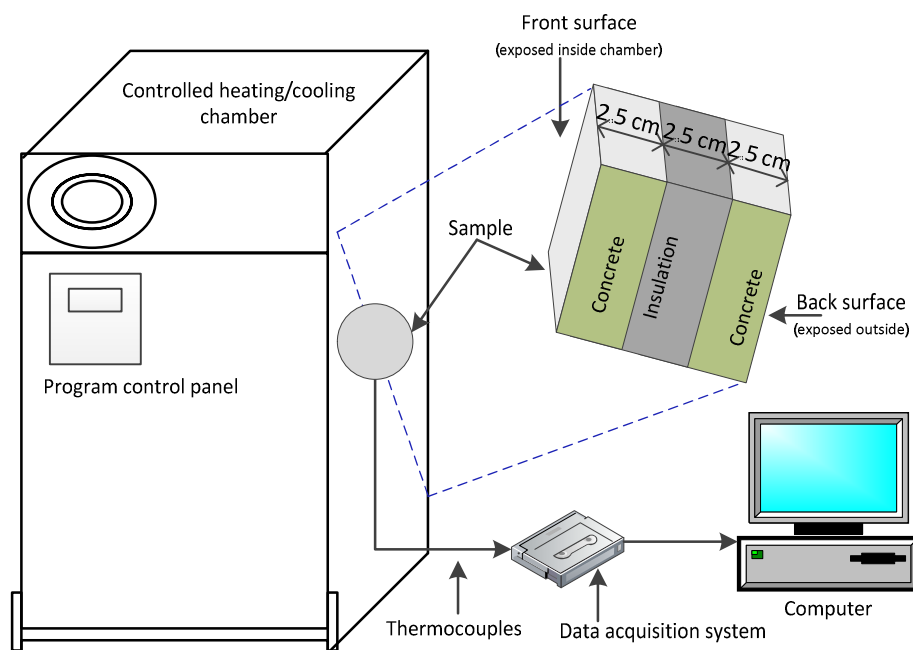 Front surface
(exposed inside chamber)
Controlled heating/cooling
chamber
2.5 cm
2.5 cm
2.5 cm
Sample
Concrete
Insulation
Concrete
Back surface
(exposed outside)
Program control panel
Thermocouples
Data acquisition system
Computer